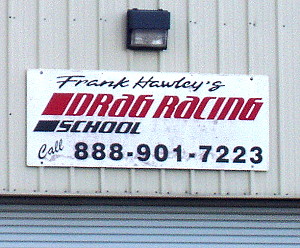 Frank Hawley's
DRAG RACING
SCHOOL
Call 888-901-7223